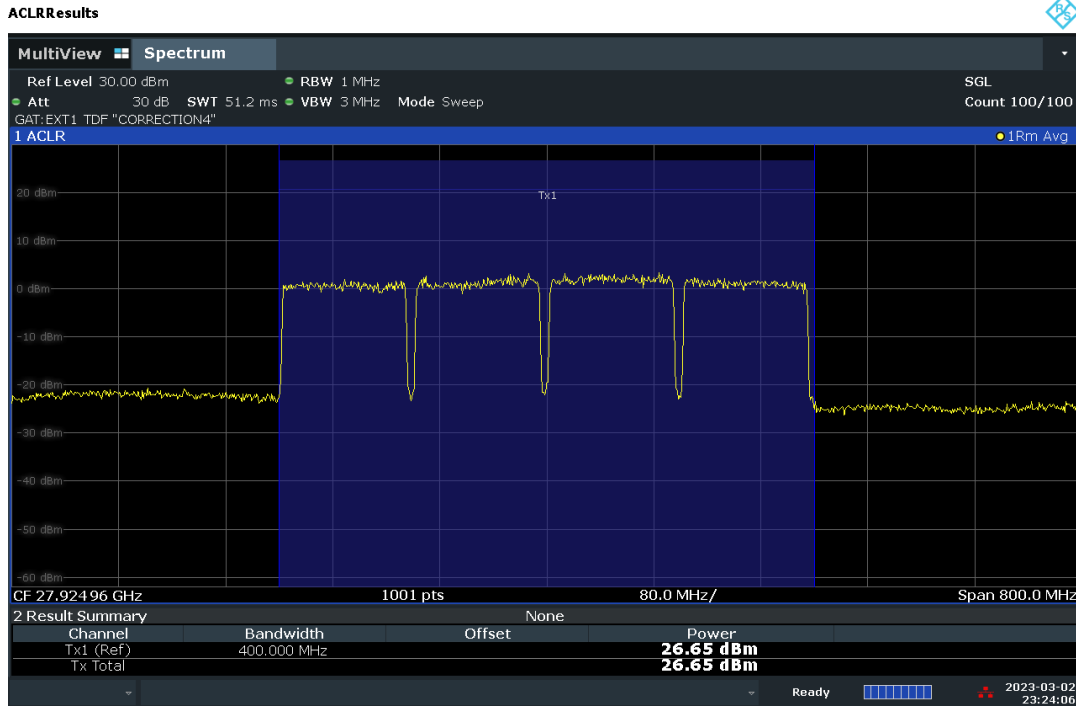 ACLRResults
R&S
MultiView Spectrum
Ref Level 30.00 dBm RBW 1 MHz SGL
Att 30 dB SWT 51.2 ms VBW 3 MHz Mode Sweep Count 100/100
GAT:EXT1 TDF "CORRECTION4"
1 ACLR 1Rm Avg
Tx1
20 dBm
10 dBm
0 dBm
-10 dBm
-20 dBm
-30 dBm
-40 dBm
-50 dBm
-60 dBm
CF 27.92496 GHz 1001 pts 80.0 MHz/ Span 800.0 MHz
2 Result Summary None
Channel Bandwidth Offset Power
Tx1 (Ref) 400.000 MHz 26.65 dBm
Tx Total 26.65 dBm
Ready 2023-03-02
23:24:06